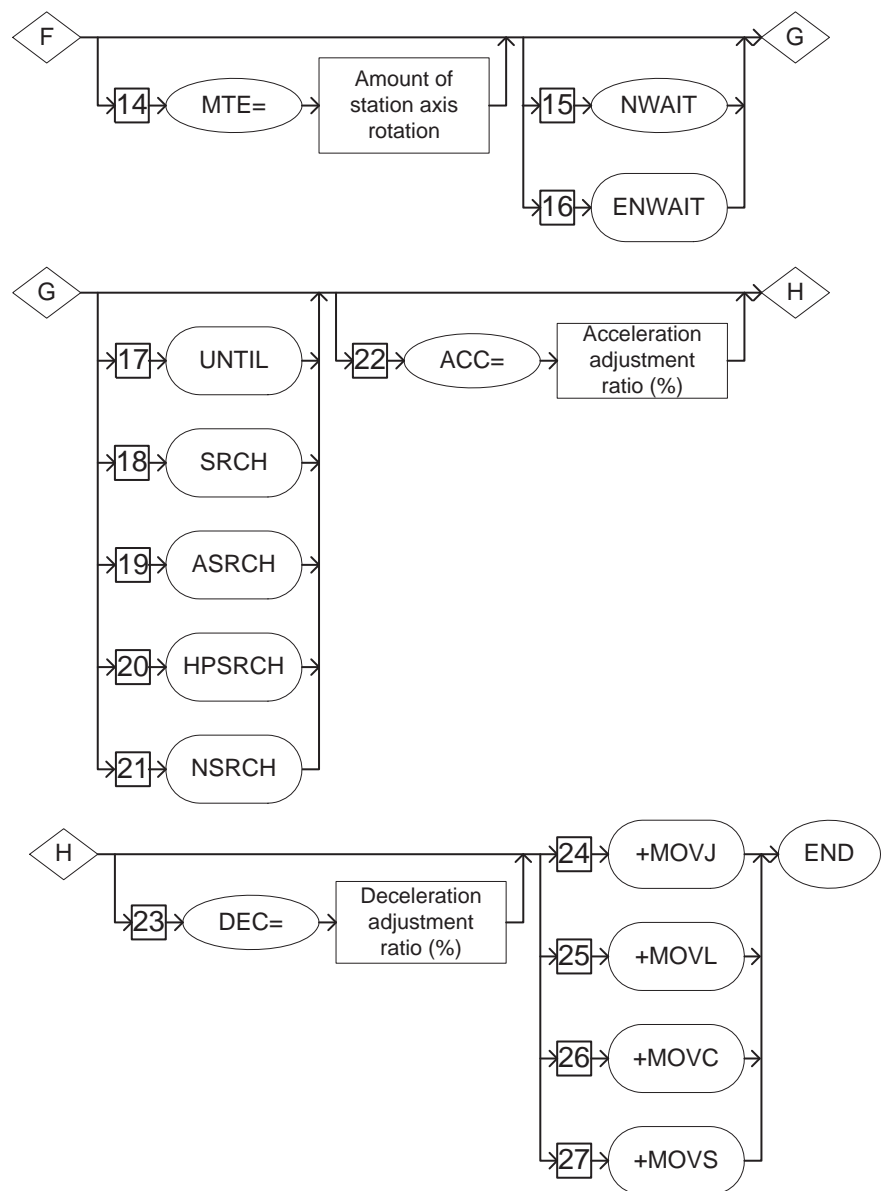 F
G
14
MTE=
Amount of
station axis
rotation
15
NWAIT
16
ENWAIT
G
H
17
UNTIL
22
ACC=
Acceleration
adjustment
ratio (%)
18
SRCH
19
ASRCH
20
HPSRCH
21
NSRCH
H
23
DEC=
Deceleration
adjustment
ratio (%)
24
+MOVJ
END
25
+MOVL
26
+MOVC
27
+MOVS